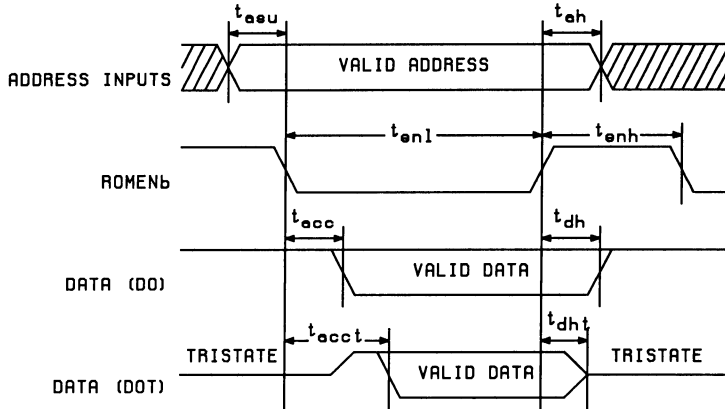 tasu
tah
ADDRESS INPUTS
VALID ADDRESS
tenl
tenh
ROMENb
tacc
tdh
DATA (DO)
VALID DATA
tacct
tdht
TRISTATE
VALID DATA
TRISTATE
DATA (DOT)